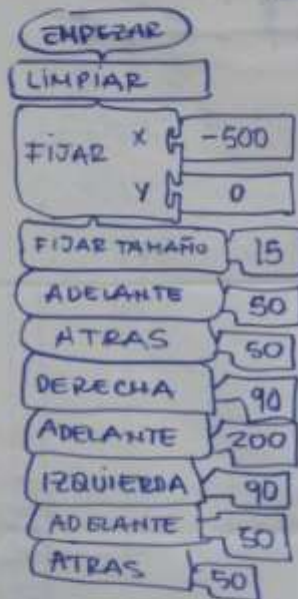 EMPEZAR
LIMPIAR
FIJAR X -500
Y 0
FIJAR TAMAÑO 15
ADELANTE 50
ATRAS 50
DERECHA 90
ADELANTE 200
IZQUIERDA 90
ADELANTE 50
ATRAS 50